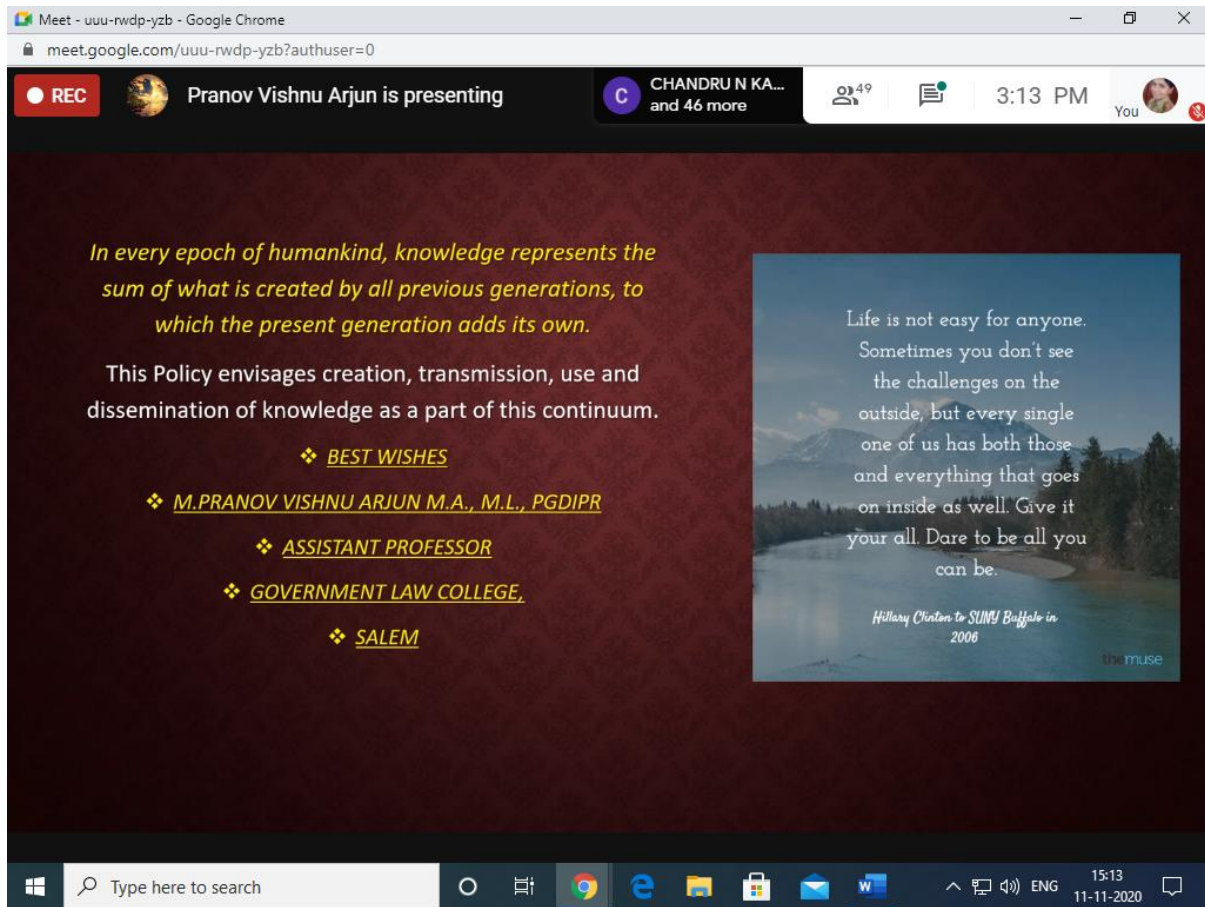 Meet - uuu-rwdp-yzb - Google Chrome
meet.google.com/uuu-rwdp-yzb?authuser=0
REC
Pranov Vishnu Arjun is presenting
C
CHANDRU N KA...
and 46 more
49
3:13 PM
You
In every epoch of humankind, knowledge represents the
sum of what is created by all previous generations, to
which the present generation adds its own.
This Policy envisages creation, transmission, use and
dissemination of knowledge as a part of this continuum.
❖ BEST WISHES
❖ M.PRANOV VISHNU ARJUN M.A., M.L., PGDIPR
❖ ASSISTANT PROFESSOR
❖ GOVERNMENT LAW COLLEGE,
❖ SALEM
Life is not easy for anyone.
Sometimes you don't see
the challenges on the
outside, but every single
one of us has both those
and everything that goes
on inside as well. Give it
your all. Dare to be all you
can be.
Hillary Clinton to SUNY Buffalo in
2006
themuse
Type here to search
ENG
15:13
11-11-2020